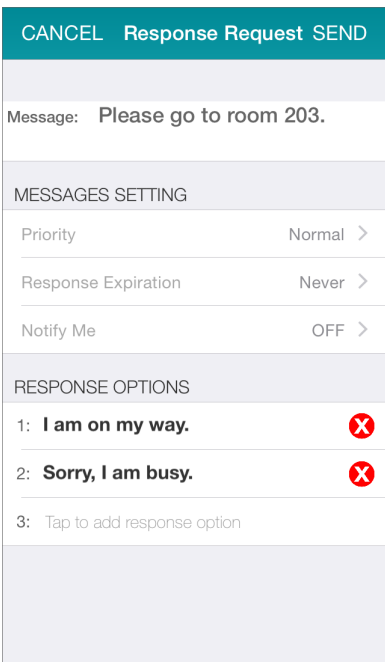 CANCEL Response Request SEND
Message: Please go to room 203.
MESSAGES SETTING
Priority Normal
Response Expiration Never
Notify Me OFF
RESPONSE OPTIONS
1: I am on my way. X
2: Sorry, I am busy. X
3: Tap to add response option